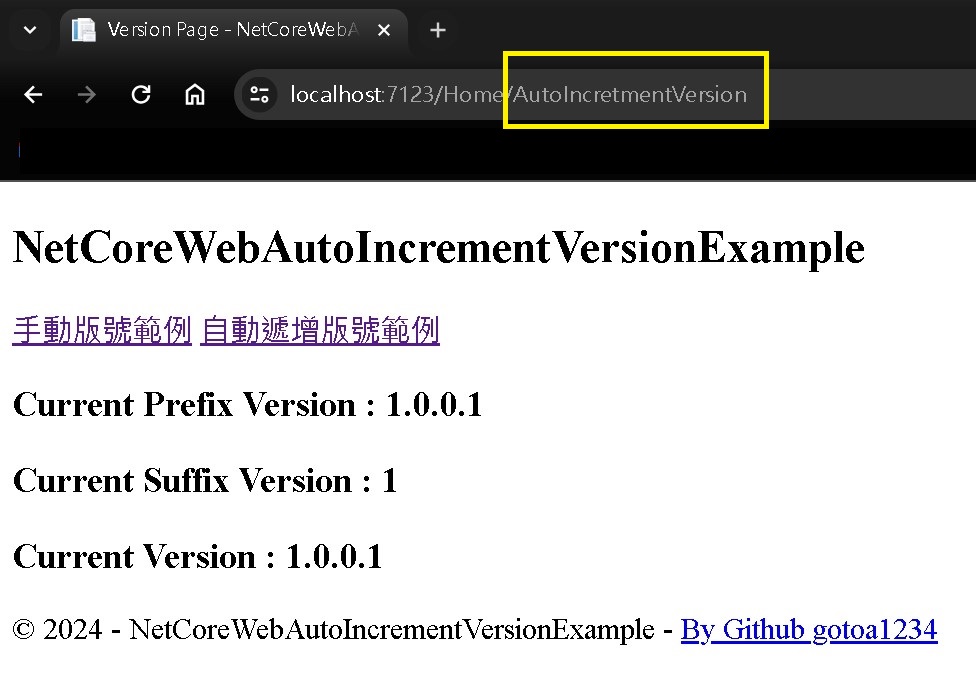 Version Page - NetCoreWebA
localhost:7123/Home/AutoIncretmentVersion
NetCoreWebAutoIncrementVersionExample
手動版號範例 自動遞增版號範例
Current Prefix Version : 1.0.0.1
Current Suffix Version : 1
Current Version : 1.0.0.1
© 2024 - NetCoreWebAutoIncrementVersionExample - By Github gotoa1234